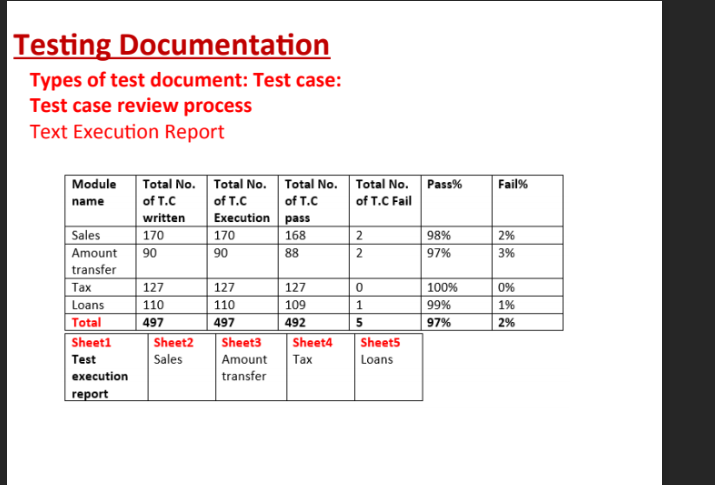 Testing Documentation
Types of test document: Test case:
Test case review process
Text Execution Report
Module name Total No. of T.C written Total No. of T.C Execution Total No. of T.C pass Total No. of T.C Fail Pass% Fail%
Sales 170 170 168 2 98% 2%
Amount transfer 90 90 88 2 97% 3%
Tax 127 127 127 0 100% 0%
Loans 110 110 109 1 99% 1%
Total 497 497 492 5 97% 2%
Sheet1 Sheet2 Sheet3 Sheet4 Sheet5
Test execution report Sales Amount transfer Tax Loans